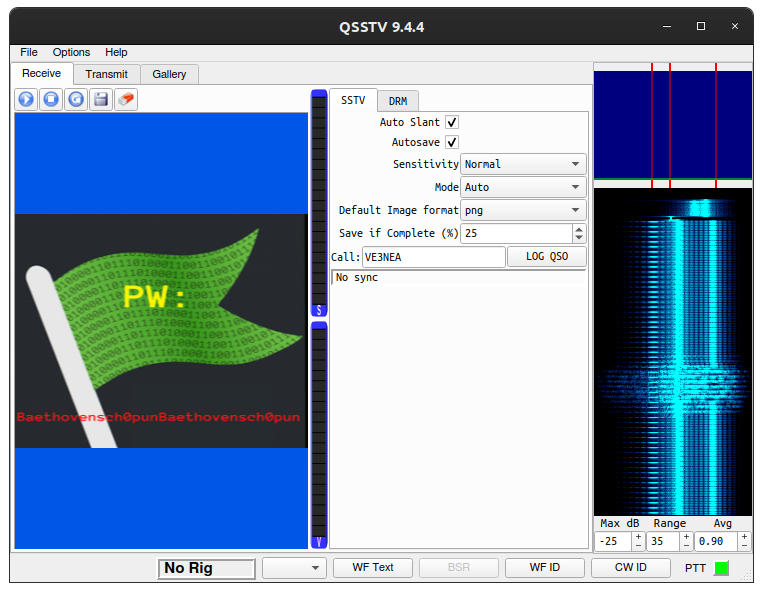 QSSTV 9.4.4
File Options Help
Receive Transmit Gallery
SSTV DRM
Auto Slant
Autosave
Sensitivity Normal
Mode Auto
Default Image format png
Save if Complete (%) 25
Call: VE3NEA LOG QSO
No sync
PW:
Baethovensch0punBaethovensch0pun
S
V
Max dB Range Avg
-25 35 0.90
No Rig WF Text BSR WF ID CW ID PTT